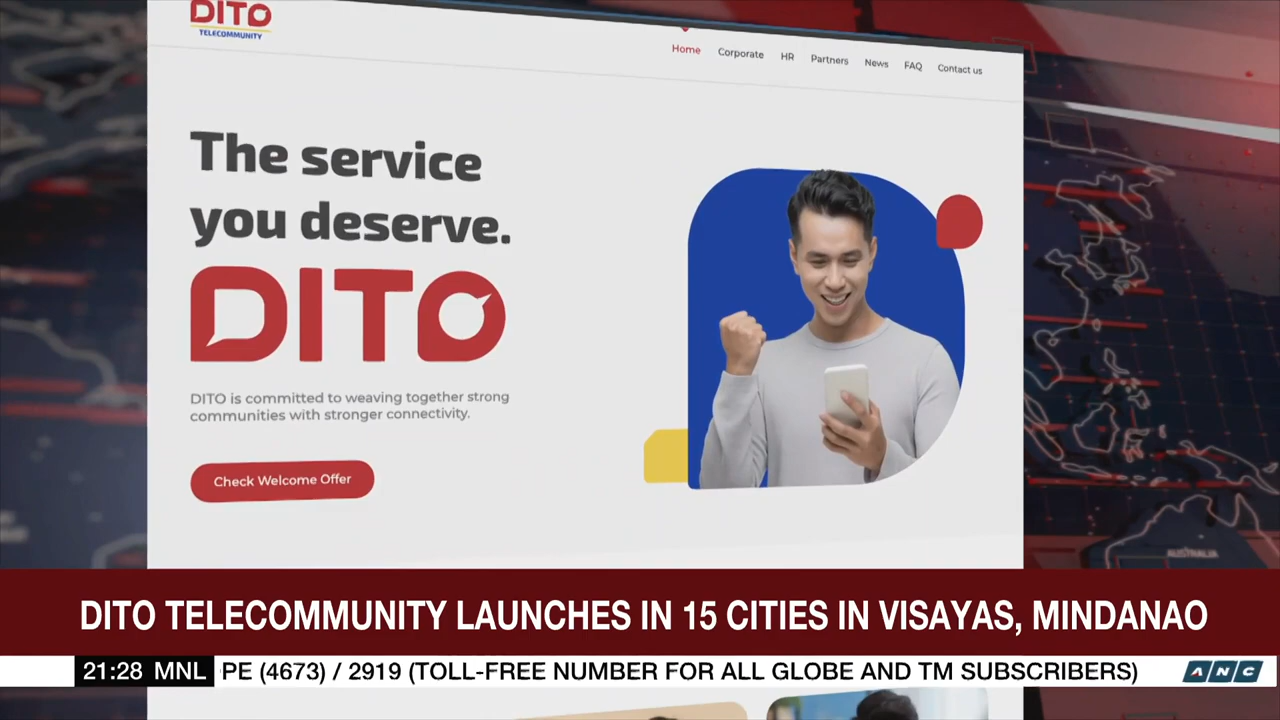 DITO
TELECOMMUNITY
Home Corporate HR Partners News FAQ Contact us
The service
you deserve.
DITO
DITO is committed to weaving together strong
communities with stronger connectivity.
Check Welcome Offer
AUSTRALIA
DITO TELECOMMUNITY LAUNCHES IN 15 CITIES IN VISAYAS, MINDANAO
21:28 MNL PE (4673) / 2919 (TOLL-FREE NUMBER FOR ALL GLOBE AND TM SUBSCRIBERS) ANC